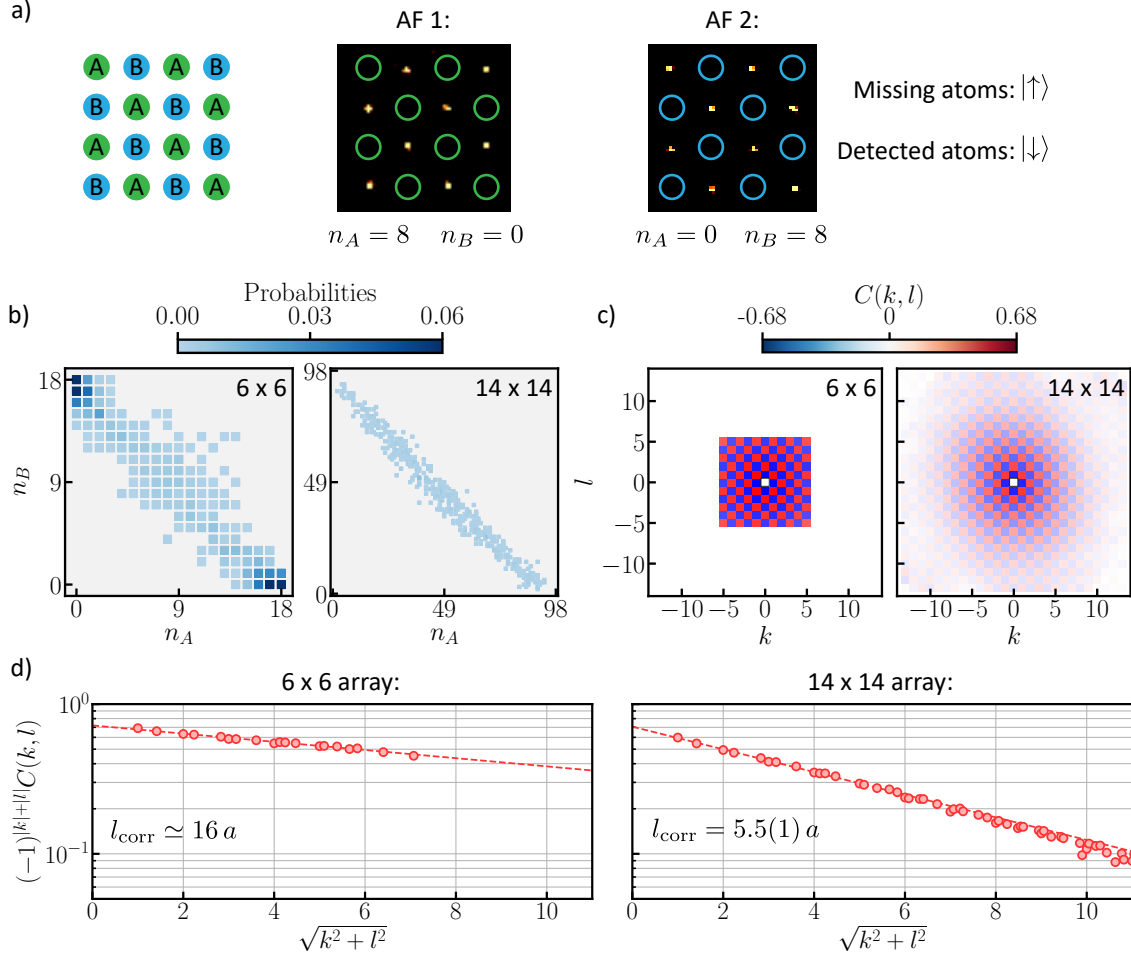 a)
AF 1:
AF 2:
A B A B
B A B A
A B A B
B A B A
Missing atoms: |↑⟩
Detected atoms: |↓⟩
n_A = 8 n_B = 0
n_A = 0 n_B = 8
b)
Probabilities
0.00 0.03 0.06
c)
C(k, l)
-0.68 0 0.68
6 x 6
18
9
0
n_B
0 9 18
n_A
14 x 14
98
49
0
0 49 98
n_A
6 x 6
10
5
0
−5
−10
l
−10 −5 0 5 10
k
14 x 14
−10 −5 0 5 10
k
d)
6 x 6 array:
10^0
10^{-1}
(−1)^{|k|+|l|}C(k, l)
l_corr ≃ 16 a
0 2 4 6 8 10
√(k² + l²)
14 x 14 array:
l_corr = 5.5(1) a
0 2 4 6 8 10
√(k² + l²)